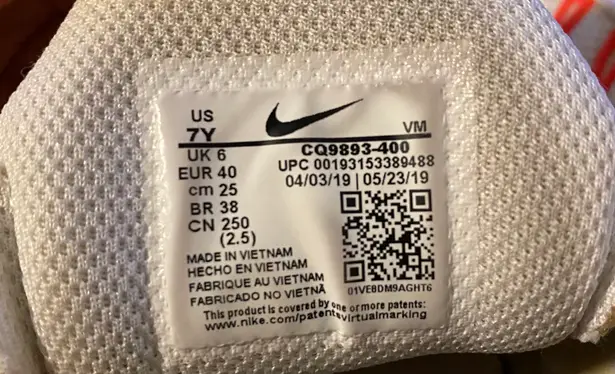 US
7Y
VM
UK 6
EUR 40
cm 25
BR 38
CN 250
(2.5)
CQ9893-400
UPC 00193153389488
04/03/19 | 05/23/19
01VEBDM9AGHT6
MADE IN VIETNAM
HECHO EN VIETNAM
FABRIQUE AU VIETNAM
FABRICADO NO VIETNÃ
This product is covered by one or more patents:
www.nike.com/patentsvirtualmarking